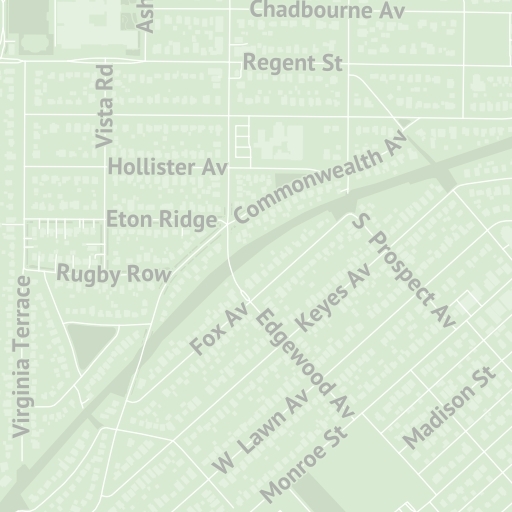 Chadbourne Av
Ash
Regent St
Vista Rd
Hollister Av
Commonwealth Av
Eton Ridge
S Prospect Av
Rugby Row
Keyes Av
Virginia Terrace
Fox Av
Edgewood Av
Madison St
W Lawn Av
Monroe St